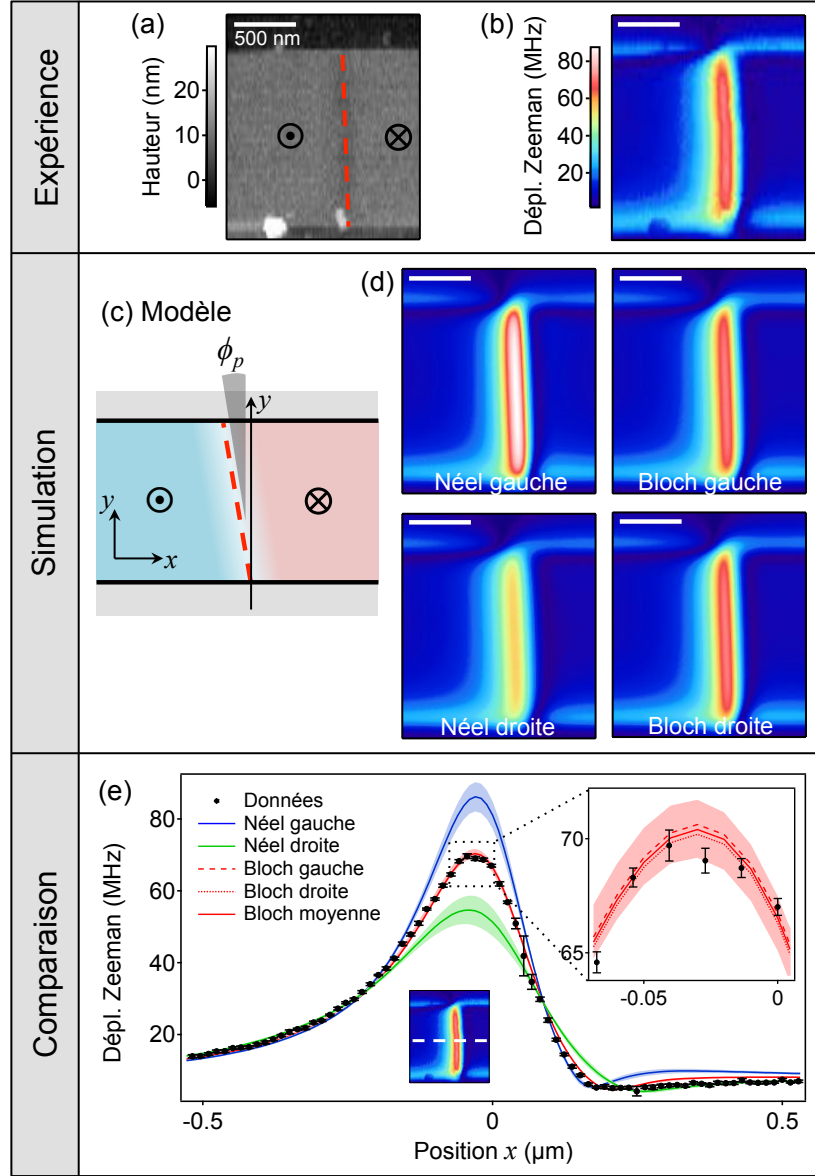 Expérience
(a)
500 nm
Hauteur (nm)
20
10
0
(b)
Dépl. Zeeman (MHz)
80
60
40
20
Simulation
(c) Modèle
ϕp
y
y
x
(d)
Néel gauche
Bloch gauche
Néel droite
Bloch droite
Comparaison
(e)
Données
Néel gauche
Néel droite
Bloch gauche
Bloch droite
Bloch moyenne
Dépl. Zeeman (MHz)
80
60
40
20
70
65
-0.05
0
-0.5
0
0.5
Position x (µm)